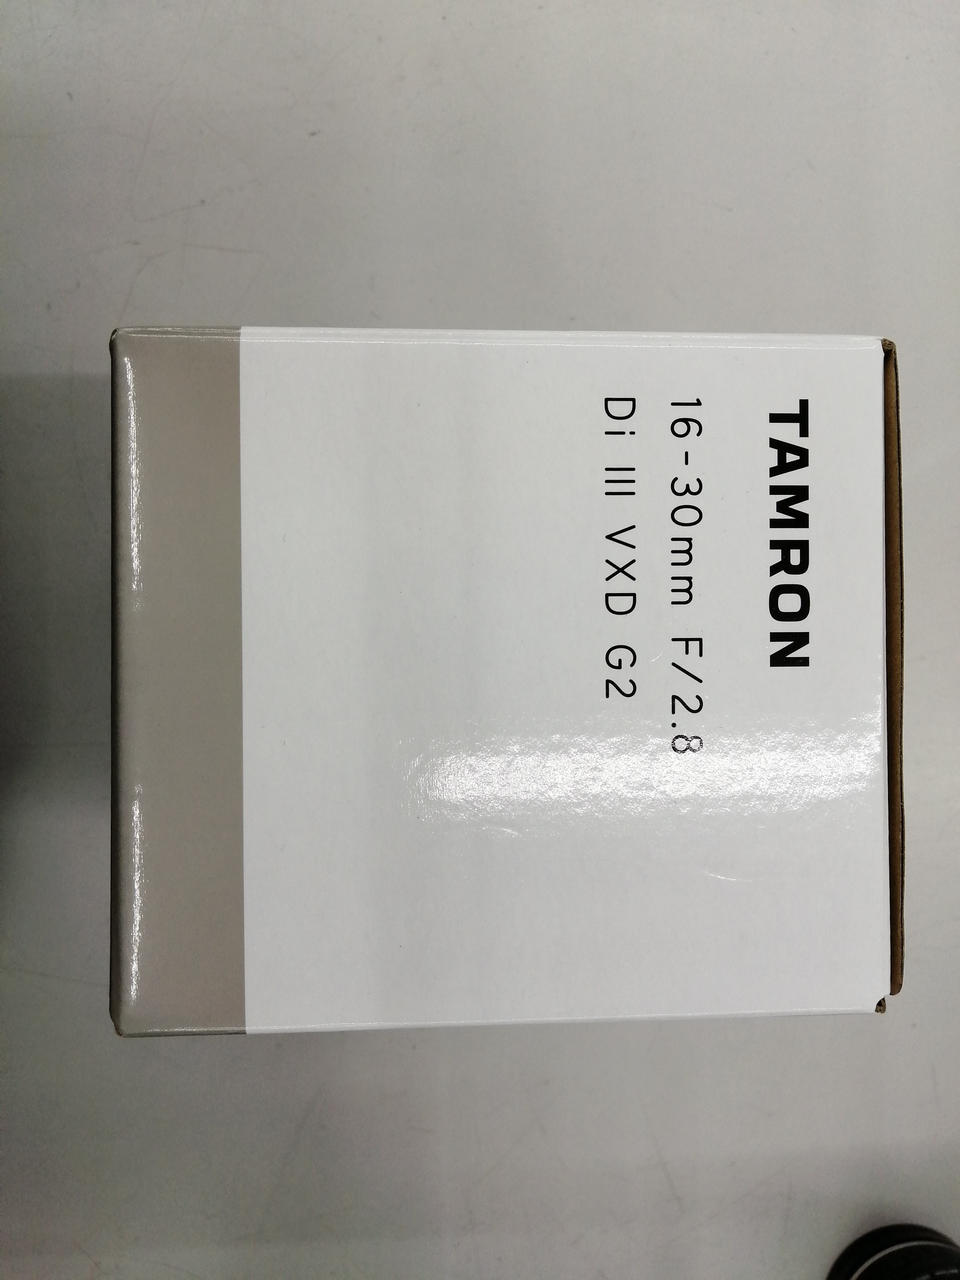 TAMRON
16-30mm F/2.8
Di III VXD G2